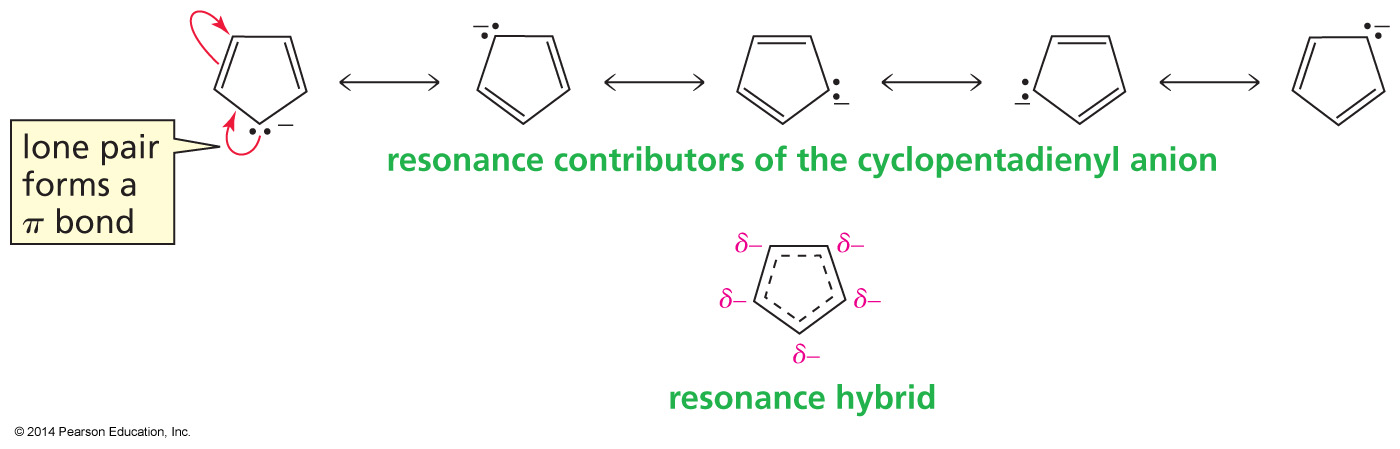 lone pair
forms a
π bond
resonance contributors of the cyclopentadienyl anion
δ– δ–
δ– δ–
δ–
resonance hybrid
© 2014 Pearson Education, Inc.